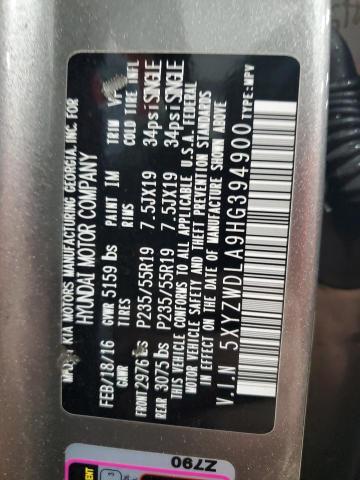 KIA MOTORS MANUFACTURING GEORGIA, INC. FOR
HYUNDAI MOTOR COMPANY
FEB/18/16 GVWR 5159 lbs PAINT IM TRIM VF
GAWR TIRES RIMS COLD TIRE INFL
FRONT 2976 lbs P235/55R19 7.5JX19 34psi SINGLE
REAR 3075 lbs P235/55R19 7.5JX19 34psi SINGLE
THIS VEHICLE CONFORMS TO ALL APPLICABLE U.S.A. FEDERAL
MOTOR VEHICLE SAFETY AND THEFT PREVENTION STANDARDS
IN EFFECT ON THE DATE OF MANUFACTURE SHOWN ABOVE
V.I.N 5XYZWDLA9HG394900 TYPE:MPV
Z790